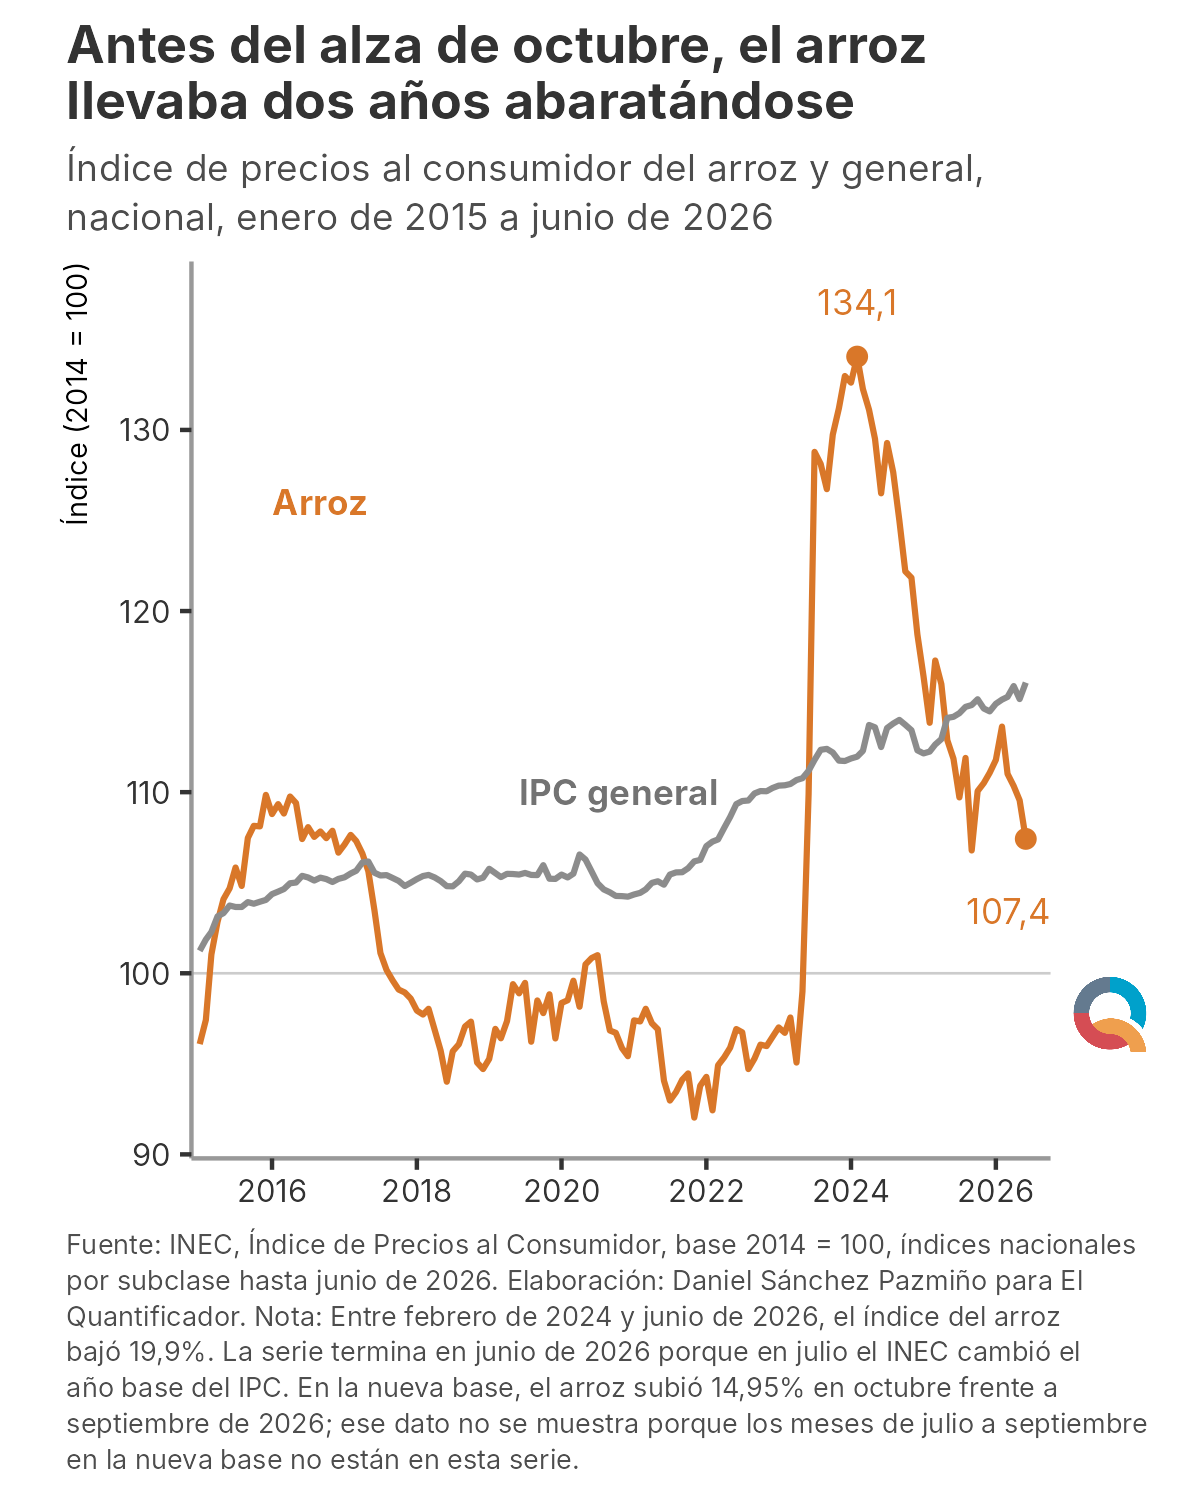 Antes del alza de octubre, el arroz
llevaba dos años abaratándose
Índice de precios al consumidor del arroz y general,
nacional, enero de 2015 a junio de 2026
Índice (2014 = 100)
134,1
130
Arroz
120
110
IPC general
107,4
100
90
2016 2018 2020 2022 2024 2026
Fuente: INEC, Índice de Precios al Consumidor, base 2014 = 100, índices nacionales
por subclase hasta junio de 2026. Elaboración: Daniel Sánchez Pazmiño para El
Quantificador. Nota: Entre febrero de 2024 y junio de 2026, el índice del arroz
bajó 19,9%. La serie termina en junio de 2026 porque en julio el INEC cambió el
año base del IPC. En la nueva base, el arroz subió 14,95% en octubre frente a
septiembre de 2026; ese dato no se muestra porque los meses de julio a septiembre
en la nueva base no están en esta serie.